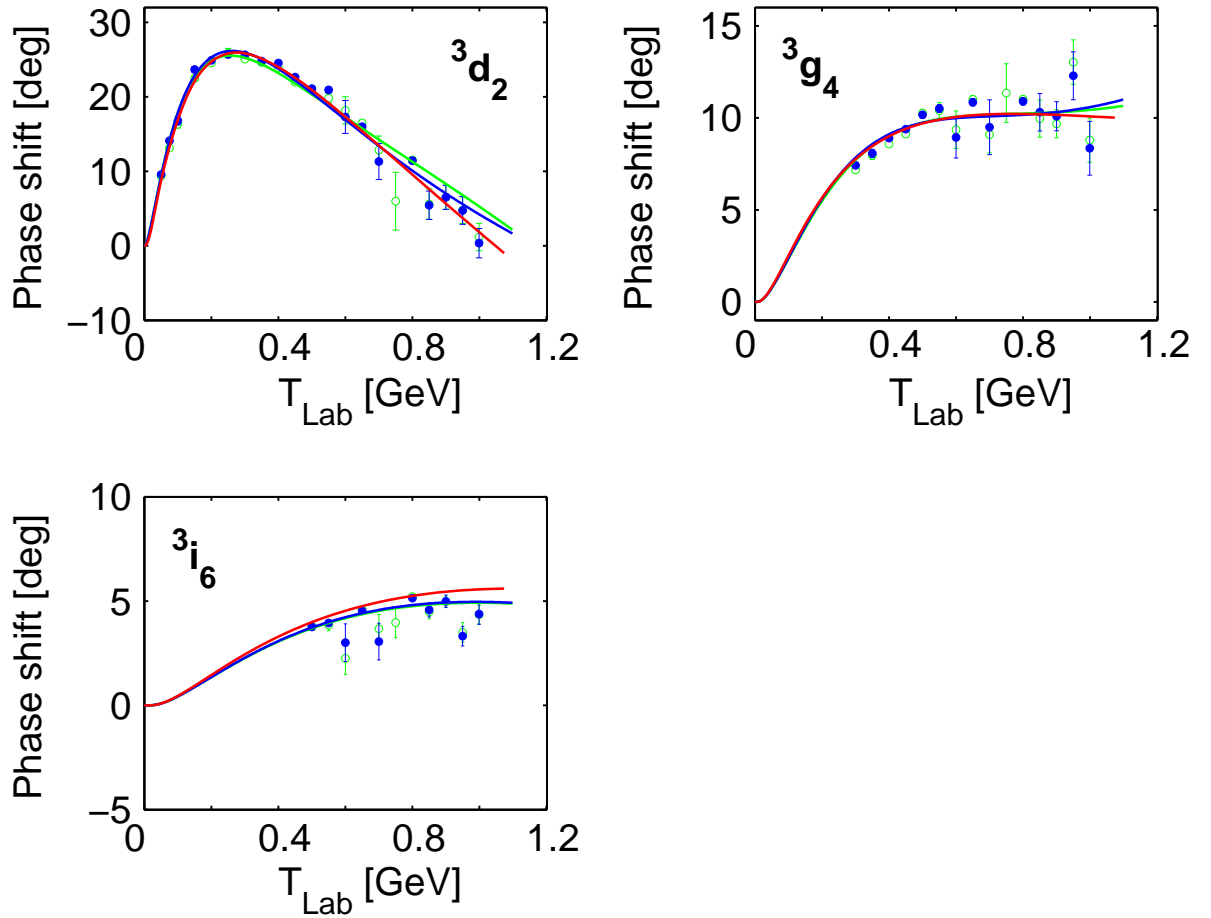 Phase shift [deg]
30
20
10
0
−10
³d₂
0 0.4 0.8 1.2
T_Lab [GeV]
Phase shift [deg]
15
10
5
0
³g₄
0 0.4 0.8 1.2
T_Lab [GeV]
Phase shift [deg]
10
5
0
−5
³i₆
0 0.4 0.8 1.2
T_Lab [GeV]